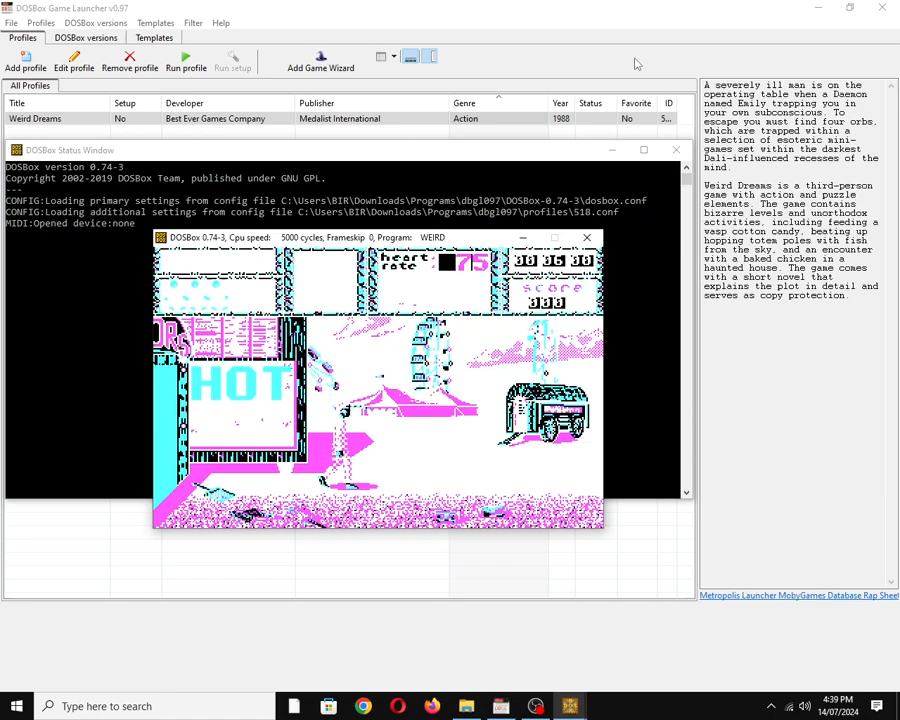 DOSBox Game Launcher v0.97
File Profiles DOSBox versions Templates Filter Help
Profiles DOSBox versions Templates
Add profile Edit profile Remove profile Run profile Run setup Add Game Wizard
All Profiles
Title Setup Developer Publisher Genre Year Status Favorite ID
Weird Dreams No Best Ever Games Company Medalist International Action 1988 No 5...
DOSBox Status Window
DOSBox version 0.74-3
Copyright 2002-2019 DOSBox Team, published under GNU GPL.
---
CONFIG:Loading primary settings from config file C:\Users\BIR\Downloads\Programs\dbgl097\DOSBox-0.74-3\dosbox.conf
CONFIG:Loading additional settings from config file C:\Users\BIR\Downloads\Programs\dbgl097\profiles\518.conf
MIDI:Opened device:none
DOSBox 0.74-3, Cpu speed: 5000 cycles, Frameskip 0, Program: WEIRD
heart
rate 75
00 06 00
score
000
ORS
HOT
A severely ill man is on the
operating table when a Daemon
named Emily trapping you in
your own subconscious. To
escape you must find four orbs,
which are trapped within a
selection of esoteric mini-
games set within the darkest
Dali-influenced recesses of the
mind.
Weird Dreams is a third-person
game with action and puzzle
elements. The game contains
bizarre levels and unorthodox
activities, including feeding a
wasp cotton candy, beating up
hopping totem poles with fish
from the sky, and an encounter
with a baked chicken in a
haunted house. The game comes
with a short novel that
explains the plot in detail and
serves as copy protection.
Metropolis Launcher MobyGames Database Rap Sheet
Type here to search
4:39 PM
14/07/2024